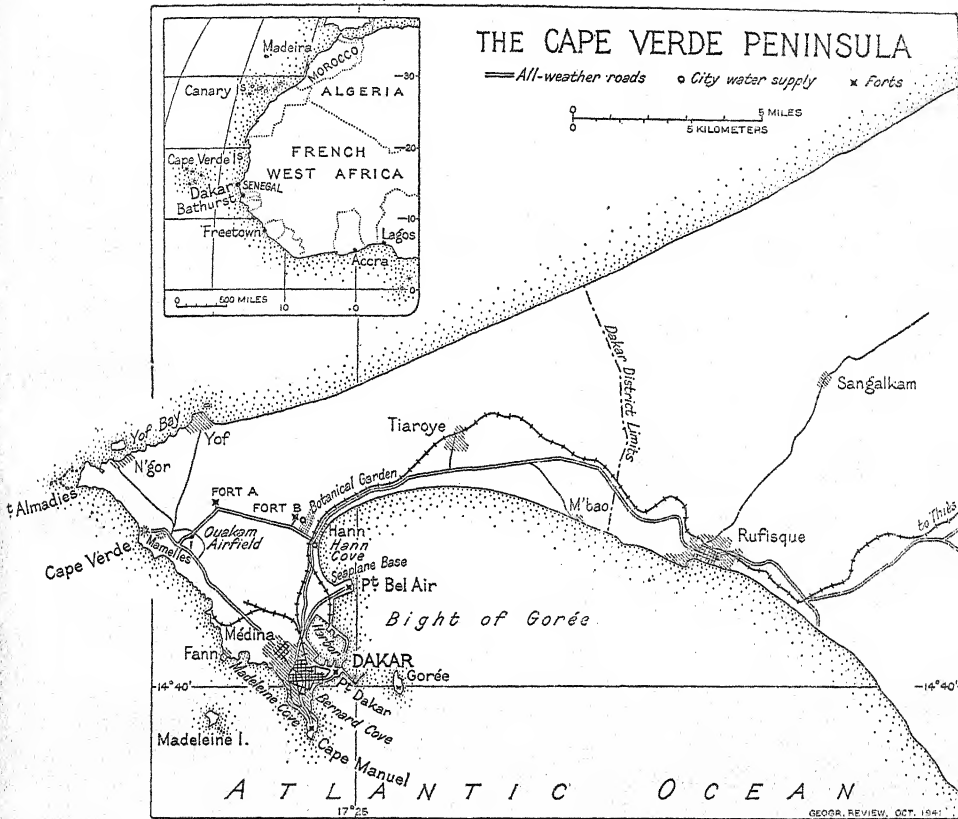 THE CAPE VERDE PENINSULA
All-weather roads
City water supply
Forts
0 5 MILES
0 5 KILOMETERS
Madeira
MOROCCO
30
Canary Is
ALGERIA
20
FRENCH
WEST AFRICA
Cape Verde Is
Dakar
SENEGAL
Bathurst
10
Freetown
Lagos
Accra
0
0 500 MILES
10
0
Dakar District Limits
Sangalkam
Yof Bay
Yof
Tiaroye
N'gor
t Almadies
Botanical Garden
FORT A
FORT B
M'tao
to Thiès
Ouakam
Airfield
Hann
Hann
Cove
Rufisque
Cape Verde
Mamelles
Seaplane Base
Pt Bel Air
Bight of Gorée
Médina
Harbor
Fann
DAKAR
Gorée
Pt Dakar
14°40'
14°40'
Madeleine Cove
Bernard Cove
Madeleine I.
Cape Manuel
ATLANTIC OCEAN
17°25
GEOGR. REVIEW, OCT. 1941